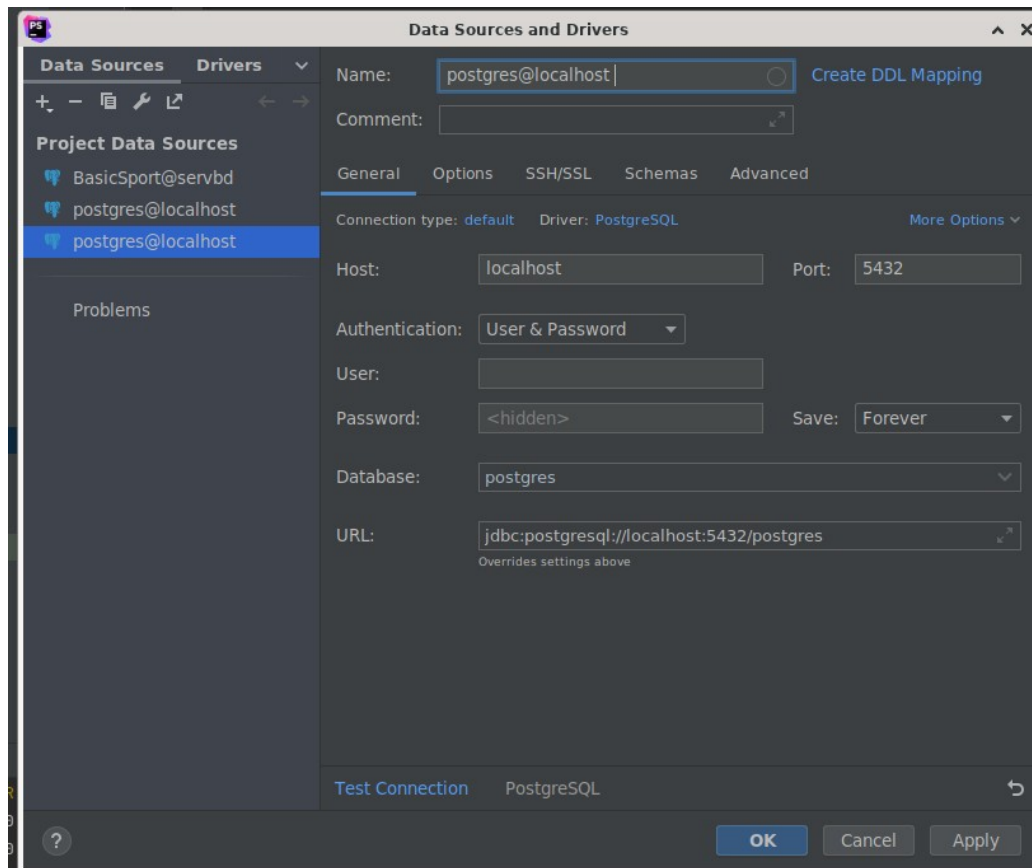 PS
Data Sources and Drivers
Data Sources Drivers
Project Data Sources
BasicSport@servbd
postgres@localhost
postgres@localhost
Problems
Name: postgres@localhost Create DDL Mapping
Comment:
General Options SSH/SSL Schemas Advanced
Connection type: default Driver: PostgreSQL More Options
Host: localhost Port: 5432
Authentication: User & Password
User:
Password: <hidden> Save: Forever
Database: postgres
URL: jdbc:postgresql://localhost:5432/postgres
Overrides settings above
Test Connection PostgreSQL
? OK Cancel Apply